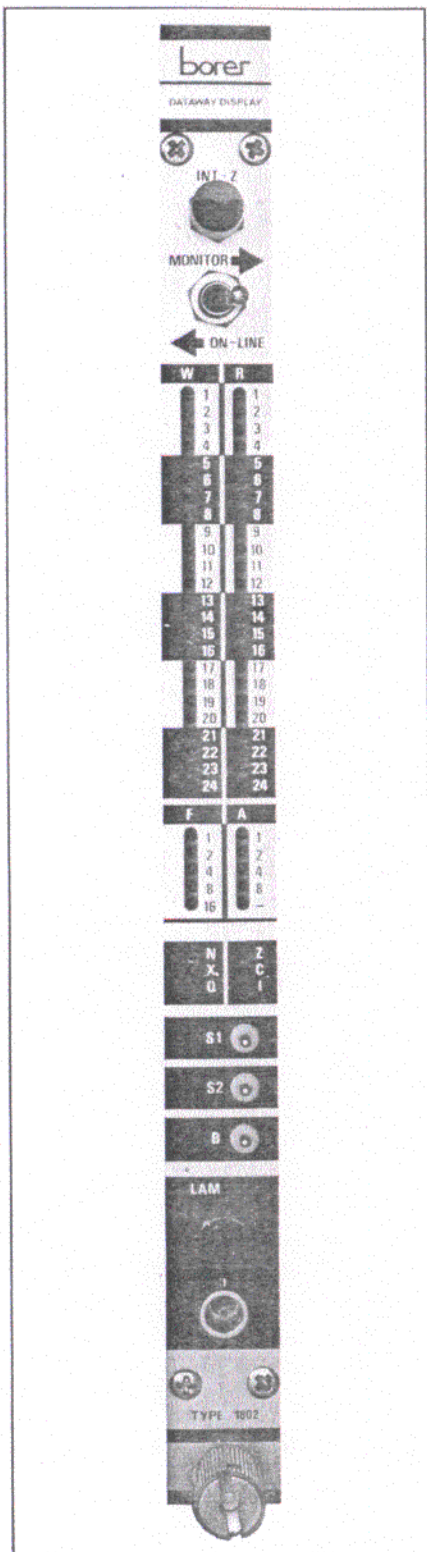 borer
DATAWAY DISPLAY
INT - Z
MONITOR
ON-LINE
W R
1 1
2 2
3 3
4 4
5 5
6 6
7 7
8 8
9 9
10 10
11 11
12 12
13 13
14 14
15 15
16 16
17 17
18 18
19 19
20 20
21 21
22 22
23 23
24 24
F A
1 1
2 2
4 4
8 8
16 –
N Z
X C
Q I
S1
S2
B
LAM
TYPE 1802